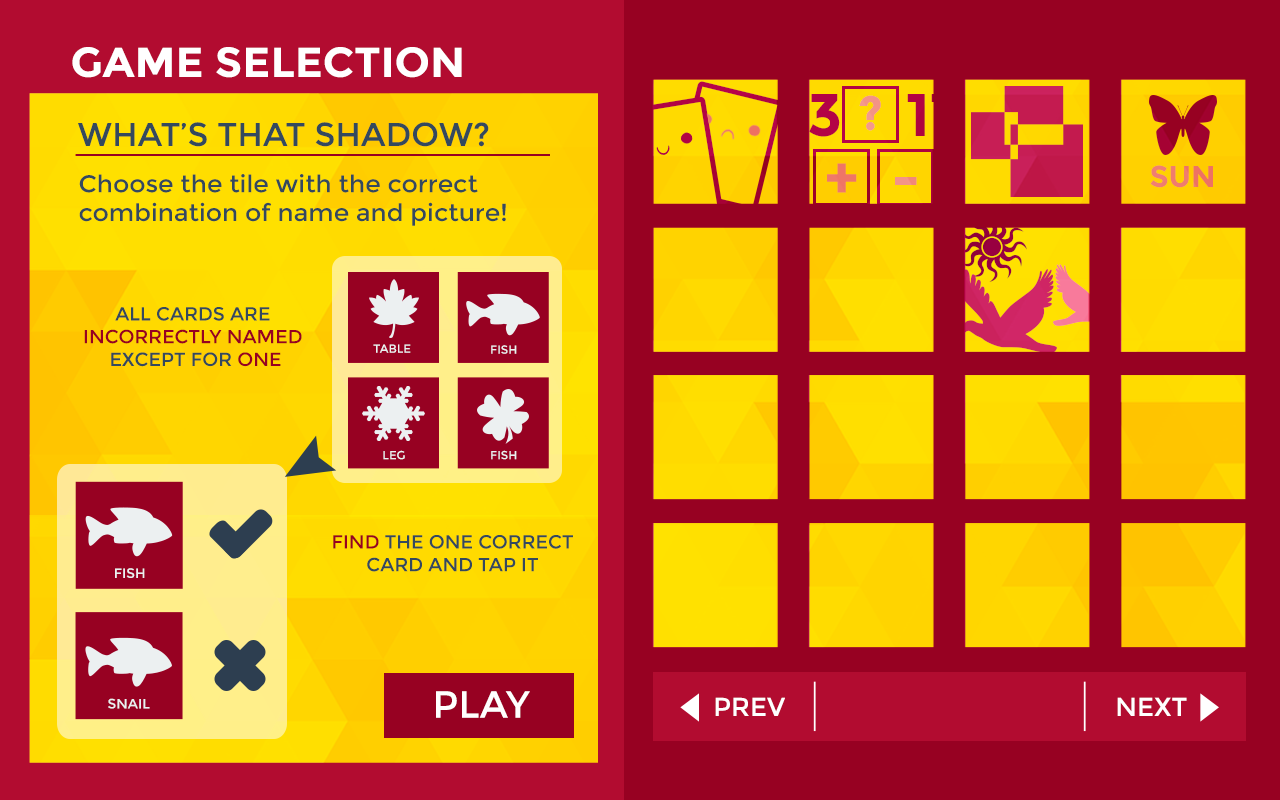 GAME SELECTION
WHAT'S THAT SHADOW?
Choose the tile with the correct
combination of name and picture!
ALL CARDS ARE
INCORRECTLY NAMED
EXCEPT FOR ONE
TABLE
FISH
LEG
FISH
FISH
SNAIL
FIND THE ONE CORRECT
CARD AND TAP IT
PLAY
3 ? 1
+ −
SUN
PREV
NEXT